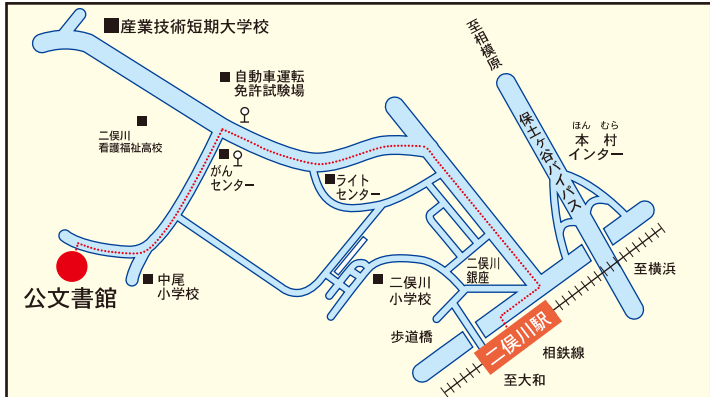 産業技術短期大学校
至相模原
自動車運転
免許試験場
保土ヶ谷バイパス
ほん むら
本 村
インター
二俣川
看護福祉高校
がん
センター
ライト
センター
中尾
小学校
公文書館
二俣川
小学校
二俣川
銀座
至横浜
歩道橋
二俣川駅
相鉄線
至大和